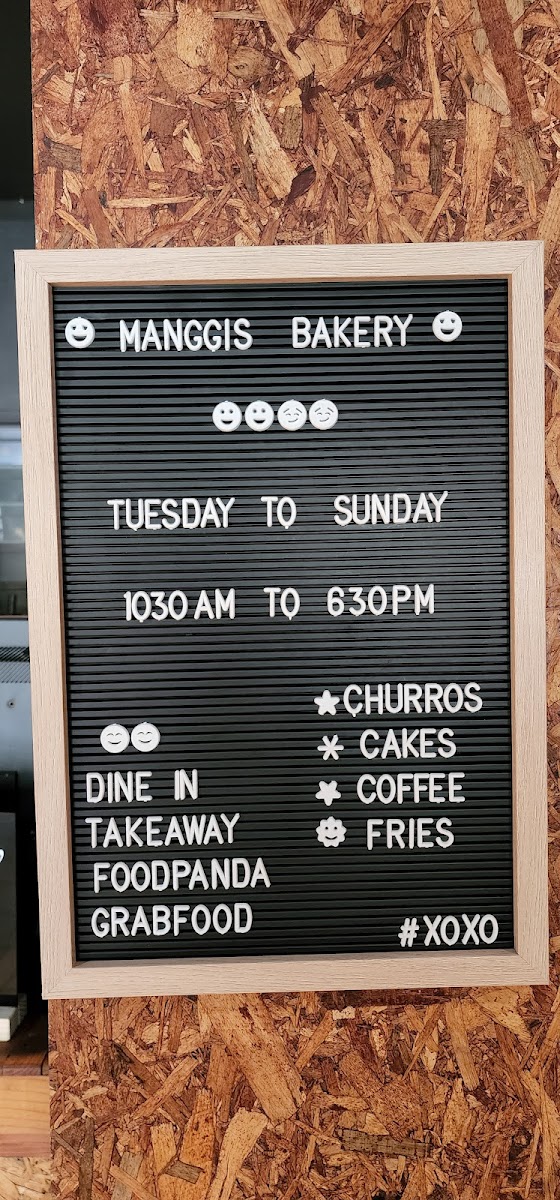 MANGGIS BAKERY
TUESDAY TO SUNDAY
1030 AM TO 630PM
CHURROS
CAKES
COFFEE
FRIES
DINE IN
TAKEAWAY
FOODPANDA
GRABFOOD
#XOXO